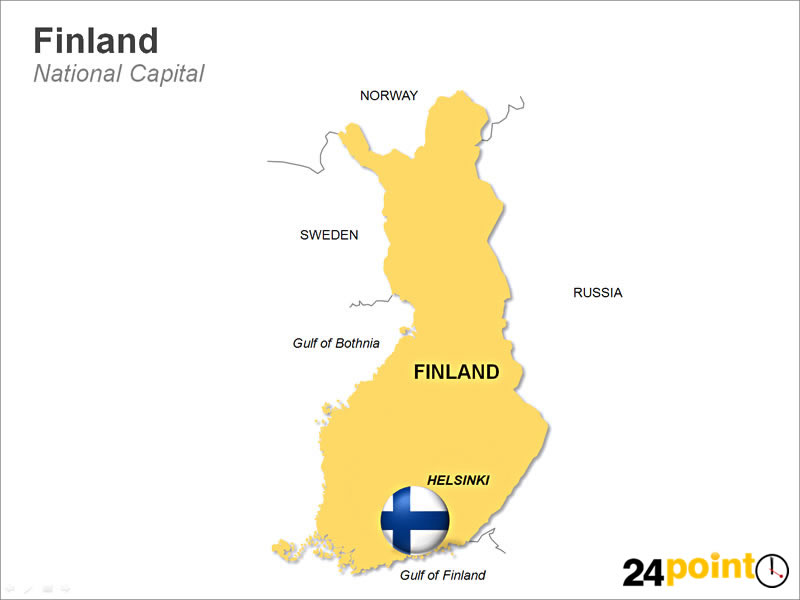 Finland
National Capital
NORWAY
SWEDEN
RUSSIA
Gulf of Bothnia
FINLAND
HELSINKI
Gulf of Finland
24point